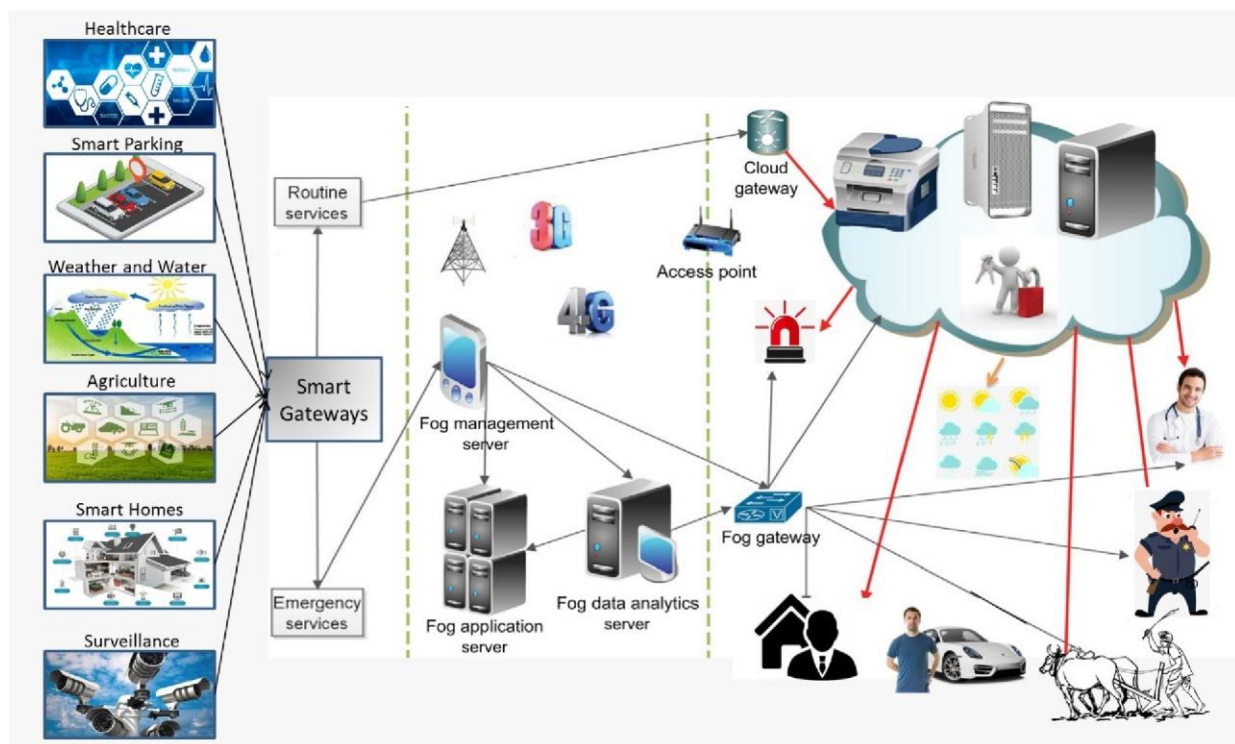 Healthcare
SUCCESS
Smart Parking
Weather and Water
Agriculture
Smart Homes
Surveillance
Smart
Gateways
Routine
services
Emergency
services
3G
4G
Fog management
server
Fog application
server
Fog data analytics
server
Access point
Cloud
gateway
Fog gateway
V